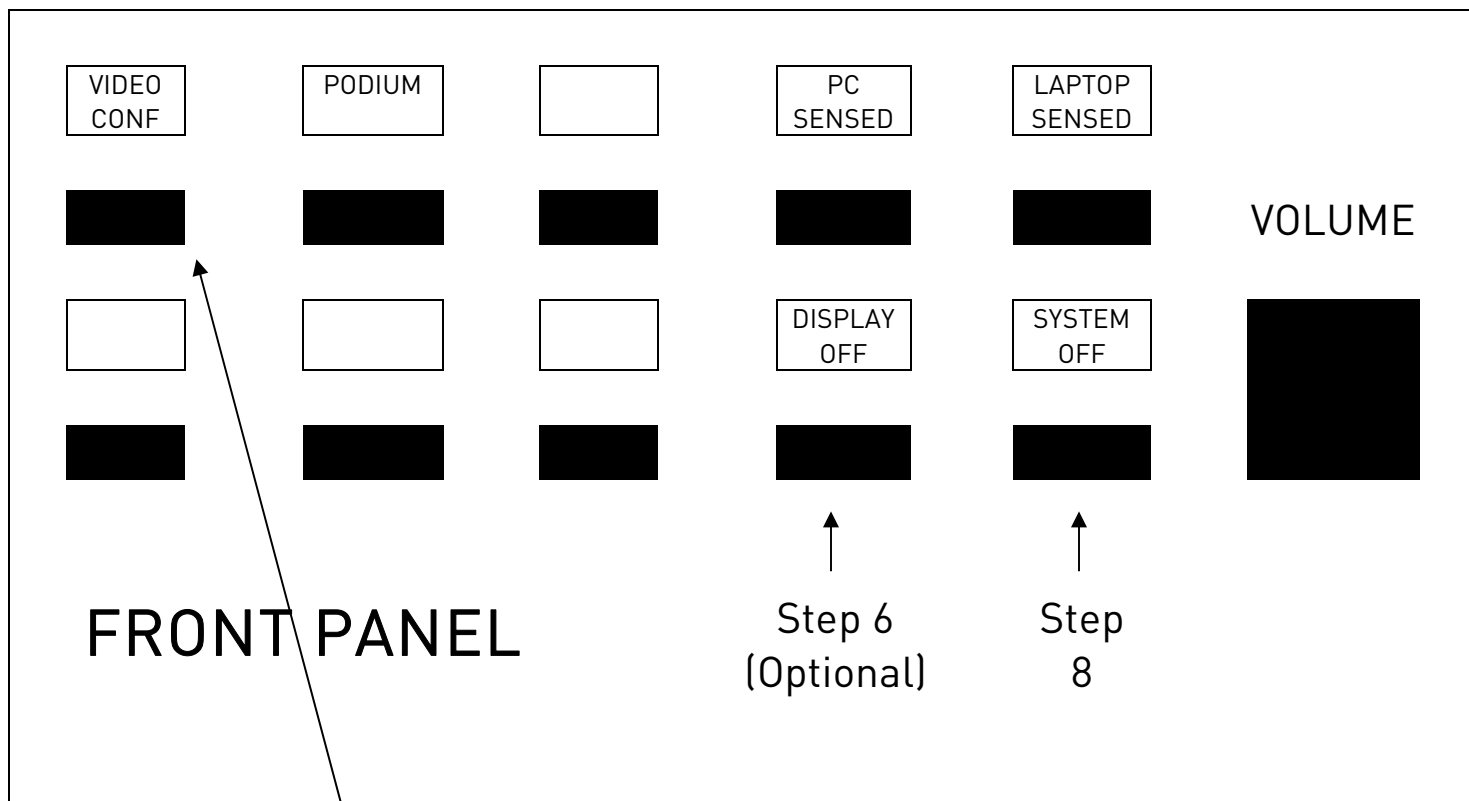 VIDEO
CONF
PODIUM
PC
SENSED
LAPTOP
SENSED
VOLUME
DISPLAY
OFF
SYSTEM
OFF
FRONT PANEL
Step 6
(Optional)
Step
8